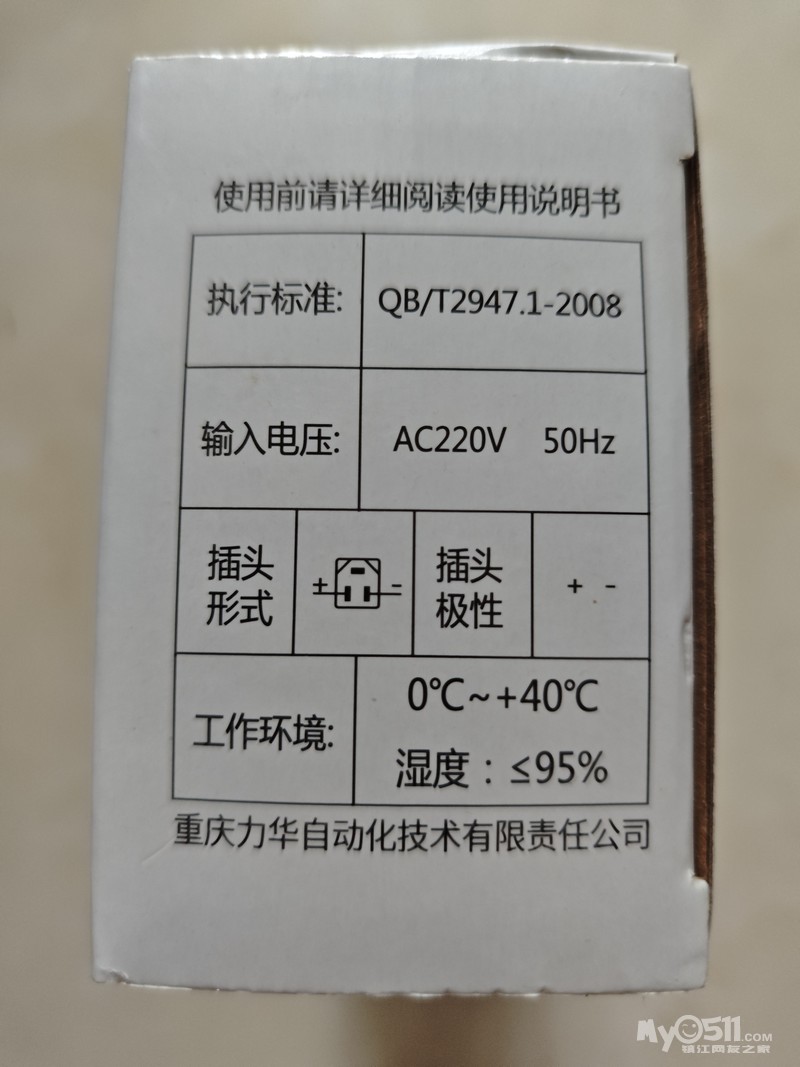 使用前请详细阅读使用说明书
执行标准: QB/T2947.1-2008
输入电压: AC220V 50Hz
插头形式 + - 插头极性 + -
工作环境: 0℃~+40℃
湿度:≤95%
重庆力华自动化技术有限责任公司
My0511.COM
镇江网友之家